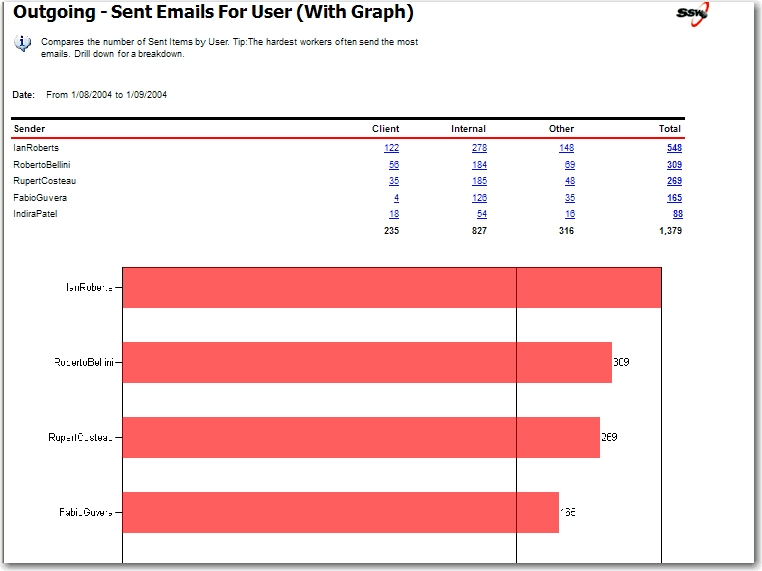 Outgoing - Sent Emails For User (With Graph)
SSW
Compares the number of Sent Items by User. Tip:The hardest workers often send the most
emails. Drill down for a breakdown.
Date: From 1/08/2004 to 1/09/2004
Sender Client Internal Other Total
IanRoberts 122 278 148 548
RobertoBellini 56 184 69 309
RupertCosteau 35 185 48 269
FabioGuvera 4 126 35 165
IndiraPatel 18 54 16 88
235 827 316 1,379
IanRoberts
RobertoBellini 309
RupertCosteau 269
FabioGuvera 165